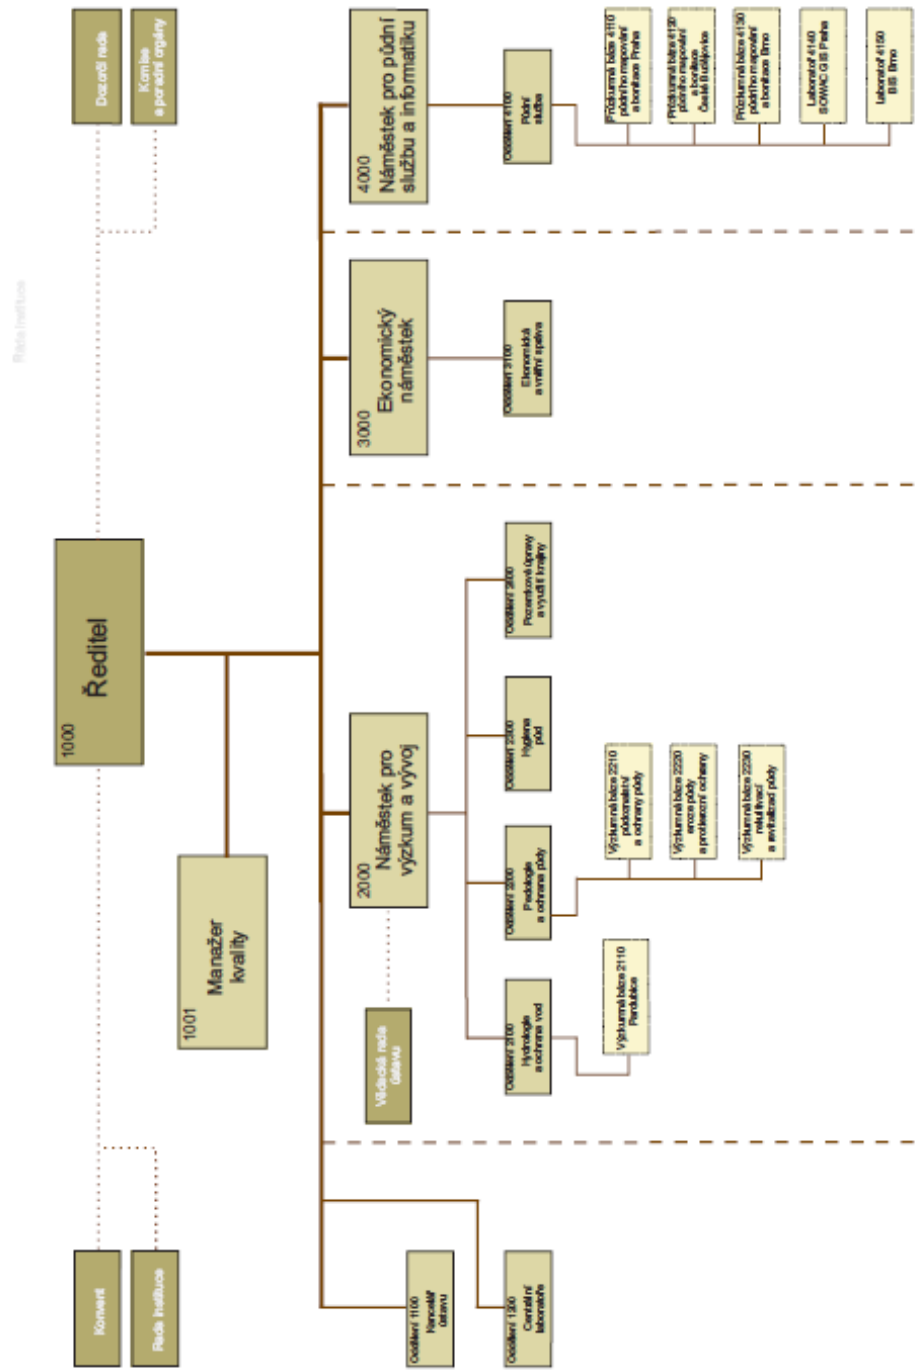 Rada Instituce
Konvent
Rada Instituce
1000
Ředitel
Dozorčí rada
Komise
a poradní orgány
1001
Manažer
kvality
Oddělení 1100
Kancelář
ústavu
Oddělení 1200
Centrální
laboratoře
Vědecká rada
ústavu
2000
Náměstek pro
výzkum a vývoj
3000
Ekonomický
náměstek
4000
Náměstek pro půdní
službu a informatiku
Oddělení 2100
Hydrologie
a ochrana vod
Oddělení 2200
Pedologie
a ochrana půdy
Oddělení 2300
Hygiena
půd
Pozemkové úpravy
a využití krajiny
Oddělení 3100
Ekonomická
a vnitřní správa
Oddělení 4100
Půdní
služba
Výzkumná báze 2110
Pardubice
Výzkumná báze 2210
půdoznalství
a ochrany půdy
Výzkumná báze 2220
eroze půdy
a protierozní ochrany
Výzkumná báze 2230
rekultivací
a revitalizací půdy
Průzkumná báze 4110
půdního mapování
a bonitace Praha
Průzkumná báze 4120
půdního mapování
a bonitace
České Budějovice
Průzkumná báze 4130
půdního mapování
a bonitace Brno
Laboratoř 4140
SOWAC GIS Praha
Laboratoř 4150
BIS Brno